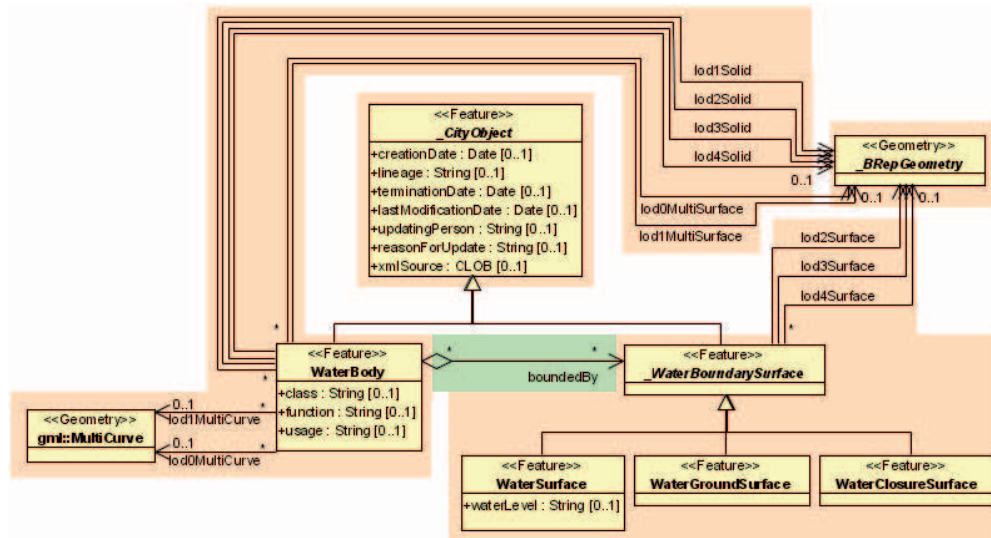 lod1Solid
lod2Solid
lod3Solid
lod4Solid
0..1
<<Feature>>
_CityObject
+creationDate : Date [0..1]
+lineage : String [0..1]
+terminationDate : Date [0..1]
+lastModificationDate : Date [0..1]
+updatingPerson : String [0..1]
+reasonForUpdate : String [0..1]
+xmlSource : CLOB [0..1]
<<Geometry>>
_BRepGeometry
0..1
0..1
lod0MultiSurface
lod1MultiSurface
lod2Surface
lod3Surface
lod4Surface
*
*
*
<<Feature>>
WaterBody
+class : String [0..1]
+function : String [0..1]
+usage : String [0..1]
*
*
boundedBy
<<Feature>>
_WaterBoundarySurface
<<Geometry>>
gml::MultiCurve
0..1
*
lod1MultiCurve
0..1
*
lod0MultiCurve
<<Feature>>
WaterSurface
+waterLevel : String [0..1]
<<Feature>>
WaterGroundSurface
<<Feature>>
WaterClosureSurface